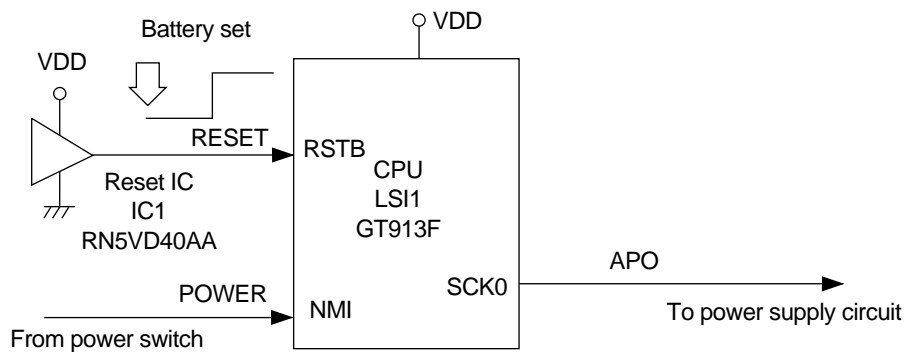 Battery set
VDD
VDD
RESET
RSTB
Reset IC
IC1
RN5VD40AA
CPU
LSI1
GT913F
POWER
NMI
From power switch
SCK0
APO
To power supply circuit